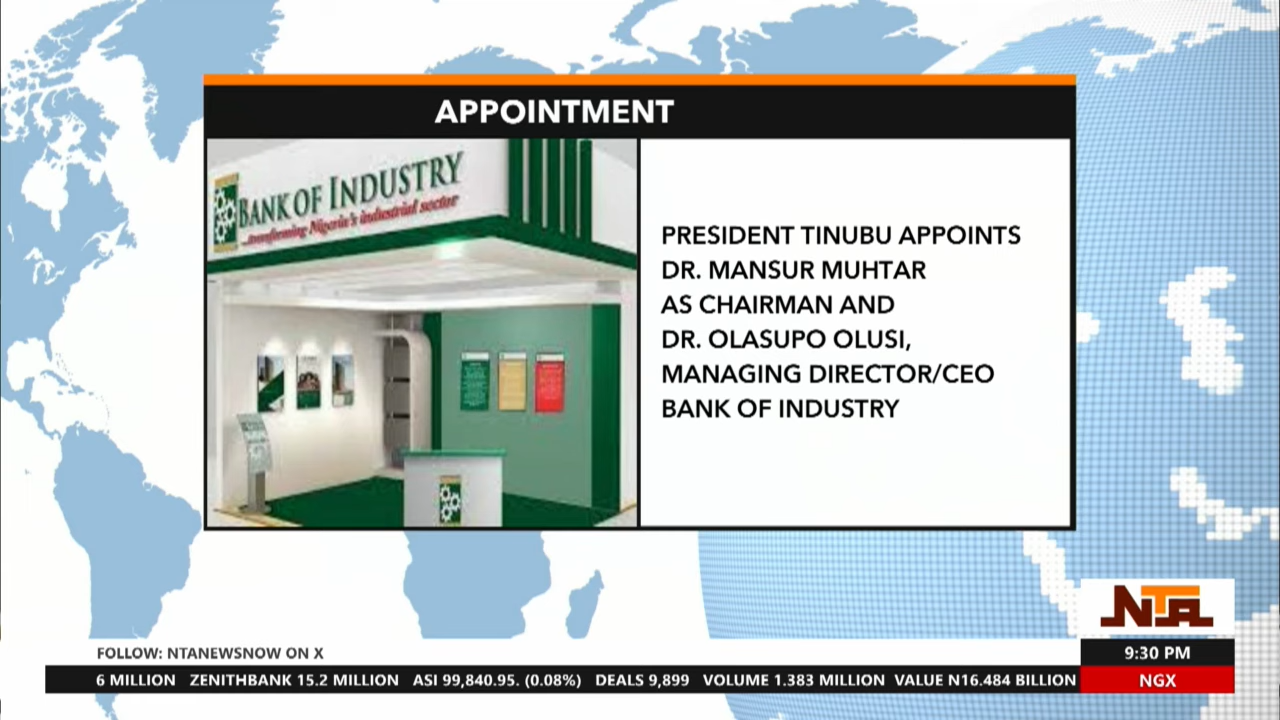 APPOINTMENT
BANK OF INDUSTRY
...transforming Nigeria's industrial sector
PRESIDENT TINUBU APPOINTS
DR. MANSUR MUHTAR
AS CHAIRMAN AND
DR. OLASUPO OLUSI,
MANAGING DIRECTOR/CEO
BANK OF INDUSTRY
NTA
FOLLOW: NTANEWSNOW ON X
9:30 PM
6 MILLION ZENITHBANK 15.2 MILLION ASI 99,840.95. (0.08%) DEALS 9,899 VOLUME 1.383 MILLION VALUE N16.484 BILLION
NGX